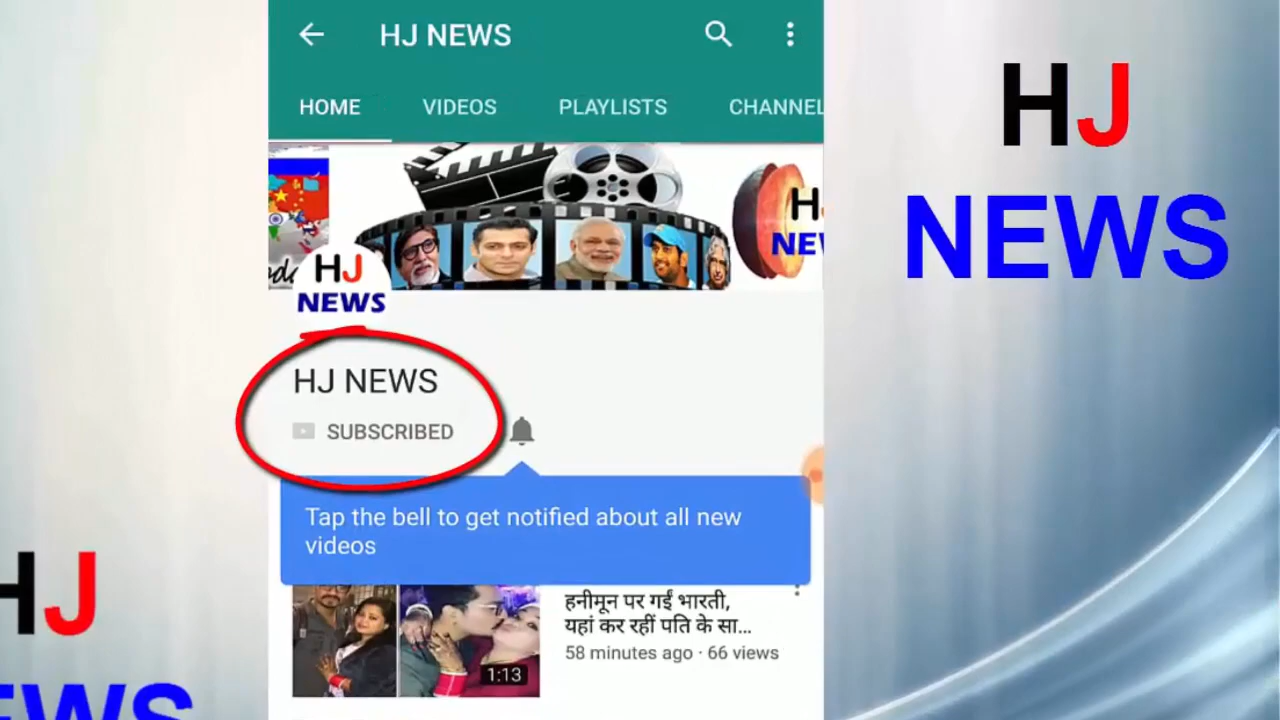 HJ NEWS
HOME VIDEOS PLAYLISTS CHANNEL
HJ
NEWS
HJ
NEWS
HJ NEWS
SUBSCRIBED
Tap the bell to get notified about all new
videos
हनीमून पर गईं भारती,
यहां कर रहीं पति के सा...
58 minutes ago · 66 views
1:13
HJ